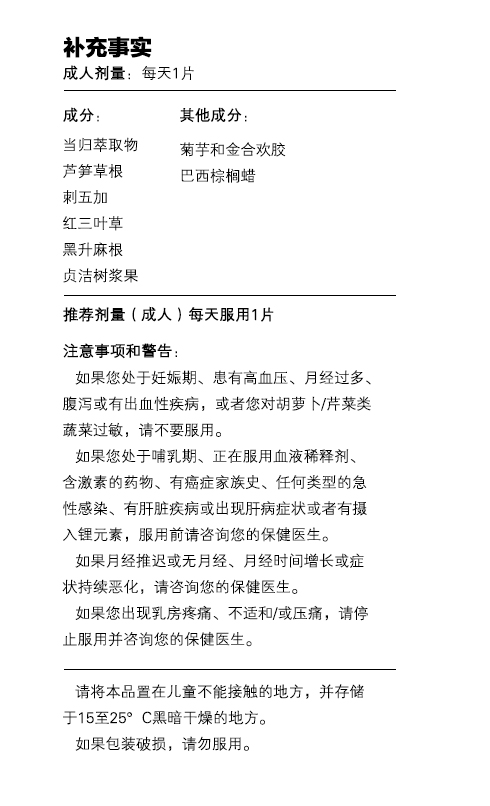 补充事实
成人剂量：每天1片
成分：
当归萃取物
芦笋草根
刺五加
红三叶草
黑升麻根
贞洁树浆果
其他成分：
菊芋和金合欢胶
巴西棕榈蜡
推荐剂量（成人）每天服用1片
注意事项和警告：
如果您处于妊娠期、患有高血压、月经过多、
腹泻或有出血性疾病，或者您对胡萝卜/芹菜类
蔬菜过敏，请不要服用。
如果您处于哺乳期、正在服用血液稀释剂、
含激素的药物、有癌症家族史、任何类型的急
性感染、有肝脏疾病或出现肝病症状或者有摄
入锂元素，服用前请咨询您的保健医生。
如果月经推迟或无月经、月经时间增长或症
状持续恶化，请咨询您的保健医生。
如果您出现乳房疼痛、不适和/或压痛，请停
止服用并咨询您的保健医生。
请将本品置在儿童不能接触的地方，并存储
于15至25° C黑暗干燥的地方。
如果包装破损，请勿服用。